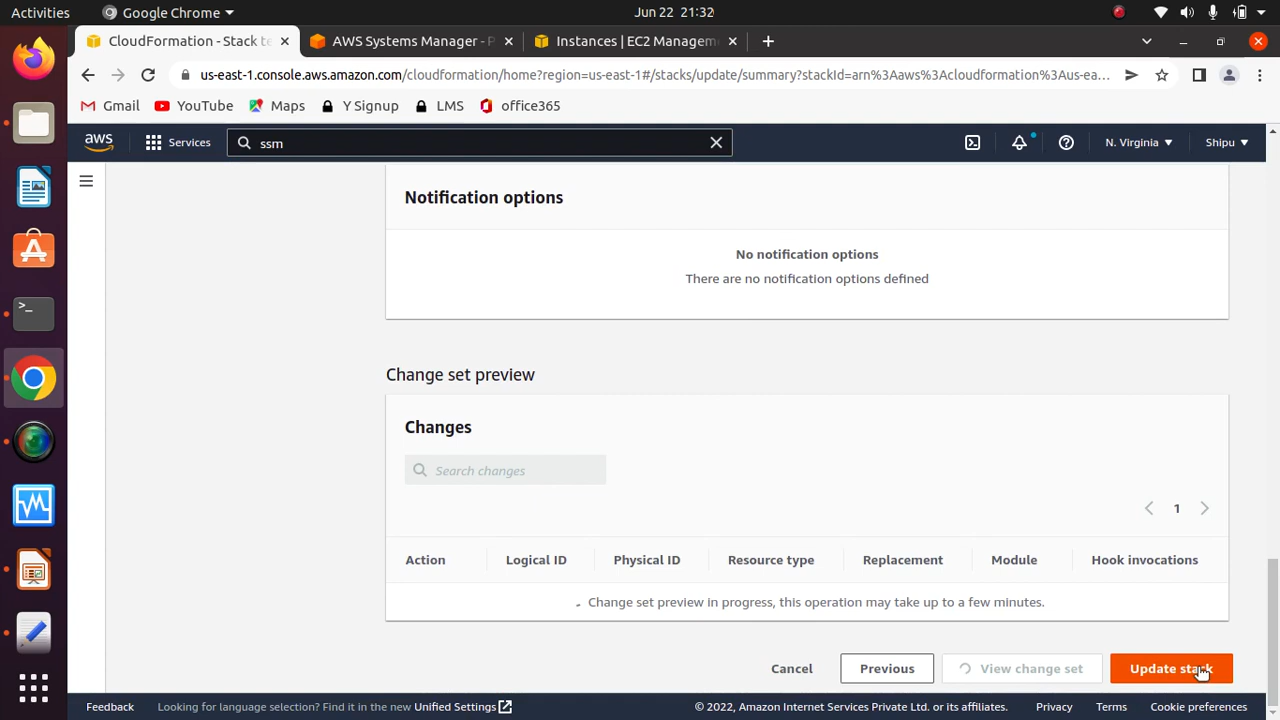 Activities
Google Chrome
Jun 22 21:32
CloudFormation - Stack te
AWS Systems Manager - P
Instances | EC2 Managem
us-east-1.console.aws.amazon.com/cloudformation/home?region=us-east-1#/stacks/update/summary?stackId=arn%3Aaws%3Acloudformation%3Aus-ea...
Gmail
YouTube
Maps
Y Signup
LMS
office365
aws
Services
ssm
N. Virginia
Shipu
Notification options
No notification options
There are no notification options defined
Change set preview
Changes
Search changes
1
Action
Logical ID
Physical ID
Resource type
Replacement
Module
Hook invocations
Change set preview in progress, this operation may take up to a few minutes.
Cancel
Previous
View change set
Update stack
Feedback
Looking for language selection? Find it in the new Unified Settings
© 2022, Amazon Internet Services Private Ltd. or its affiliates.
Privacy
Terms
Cookie preferences